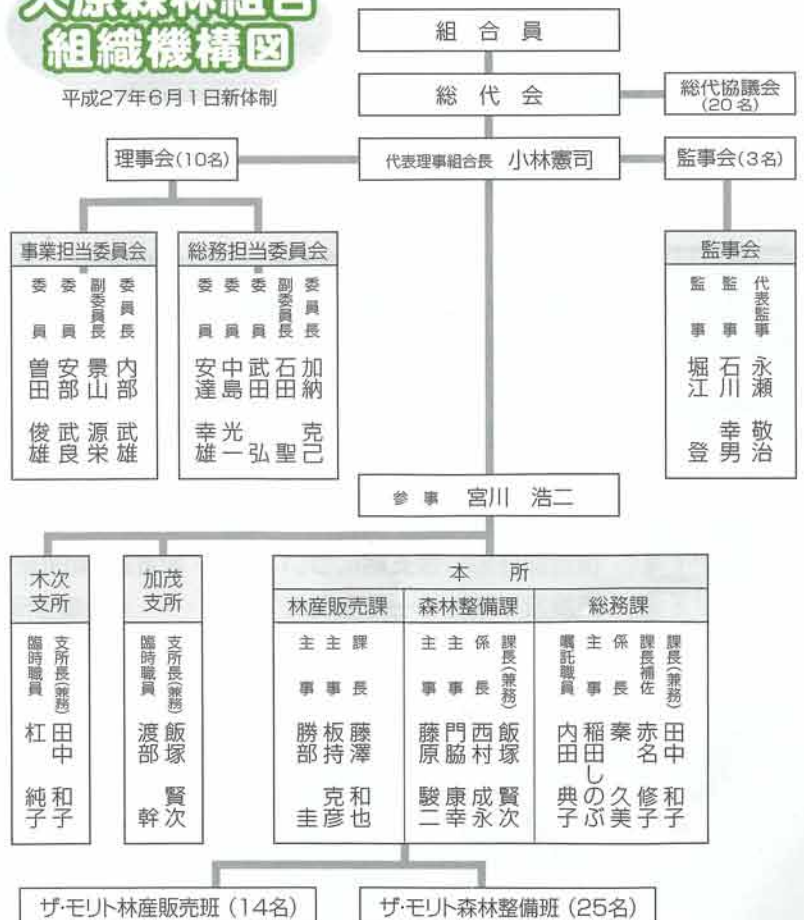 大原森林組合
組織機構図
平成27年6月1日新体制
組合員
総代会
総代協議会
(20名)
理事会(10名)
代表理事組合長 小林憲司
監事会(3名)
事業担当委員会
委員長 内部 武雄
副委員長 景山 源栄
委員 安部 武良
委員 曽田 俊雄
総務担当委員会
委員長 加納 克己
副委員長 石田 聖
委員 武田 弘
委員 中島 光一
委員 安達 幸雄
監事会
代表監事 永瀬 敬治
監事 石川 幸男
監事 堀江 登
参事 宮川 浩二
木次
支所
支所長(兼務) 田中 和子
臨時職員 杠 純子
加茂
支所
支所長(兼務) 飯塚 賢次
臨時職員 渡部 幹
本所
林産販売課
課長 藤澤 和也
主事 板持 克彦
主事 勝部 圭
森林整備課
課長(兼務) 飯塚 賢次
係長 西村 成永
主事 門脇 康幸
主事 藤原 駿二
総務課
課長(兼務) 田中 和子
課長補佐 赤名 修子
係長 秦 久美
主事 稲田しのぶ
嘱託職員 内田 典子
ザ・モリト林産販売班(14名)
ザ・モリト森林整備班(25名)